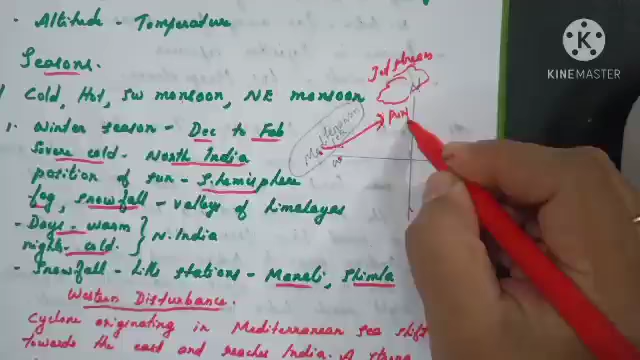 - Altitude - Temperature
Seasons.
Cold, Hot, SW monsoon, NE monsoon
Jet stream
1. Winter season - Dec to Feb
Severe cold - North India
position of sun - S.hemisphere
fog, snowfall - valleys of himalayas
- Days - warm
night - cold. } N. India
- Snowfall - Hill stations - Manali, Shimla
Western Disturbance.
Cyclone originating in Mediterranean sea shift
towards the east and reaches India. A strong
KINEMASTER